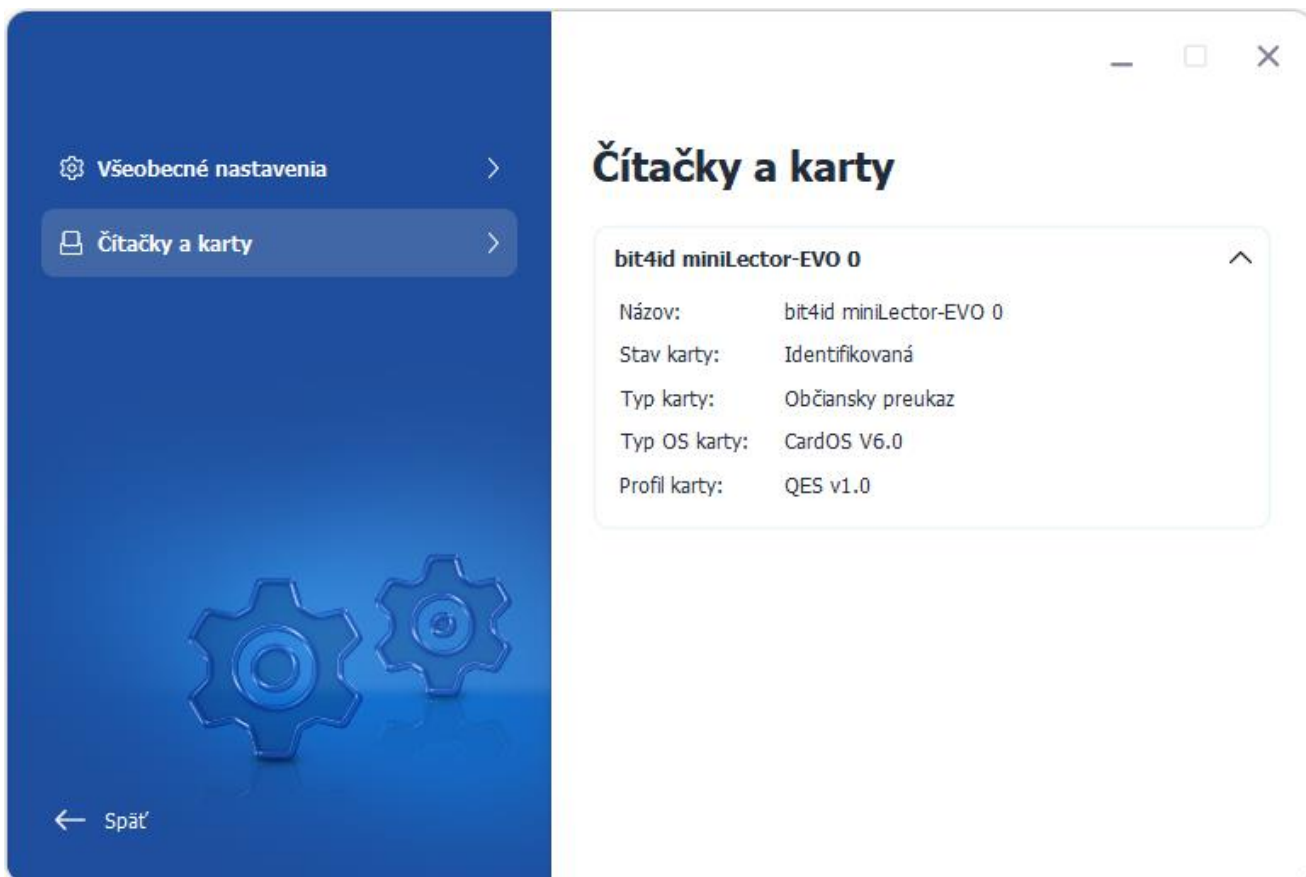 Všeobecné nastavenia
Čítačky a karty
Späť
Čítačky a karty
bit4id miniLector-EVO 0
Názov: bit4id miniLector-EVO 0
Stav karty: Identifikovaná
Typ karty: Občiansky preukaz
Typ OS karty: CardOS V6.0
Profil karty: QES v1.0